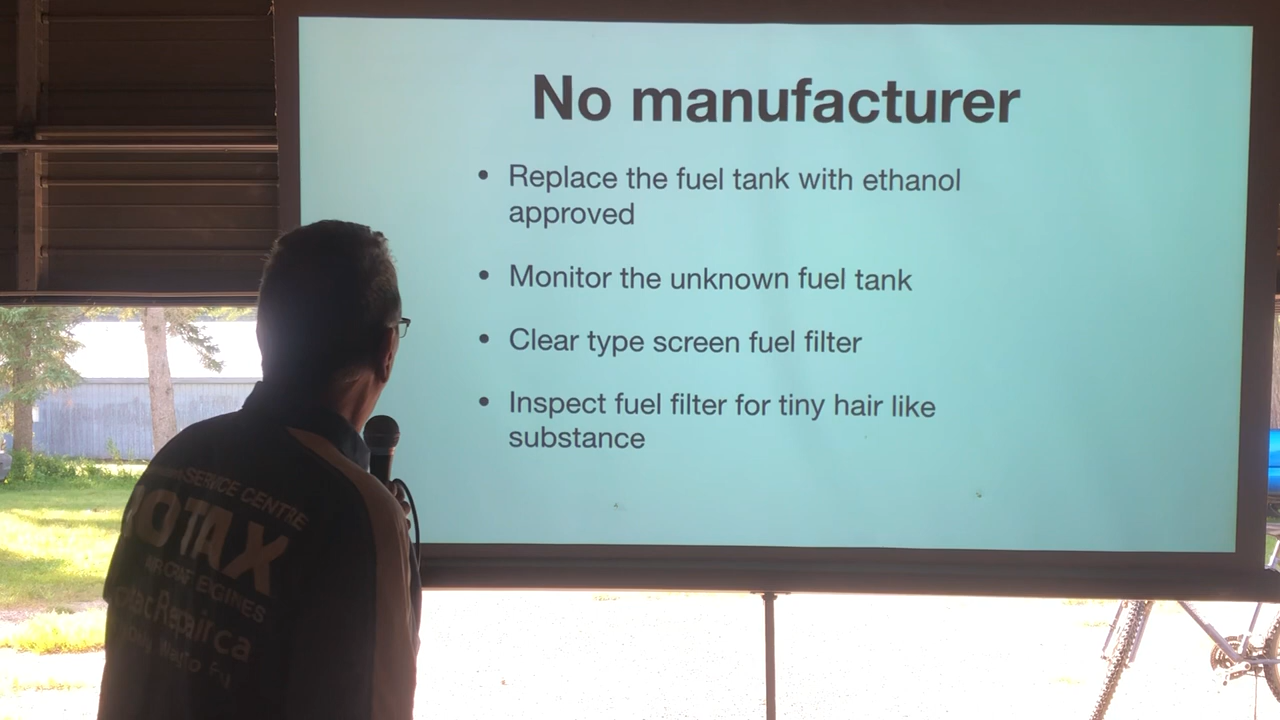 No manufacturer
• Replace the fuel tank with ethanol
approved
• Monitor the unknown fuel tank
• Clear type screen fuel filter
• Inspect fuel filter for tiny hair like
substance
SERVICE CENTRE
OTAX
AIRCRAFT ENGINES
Repair.ca